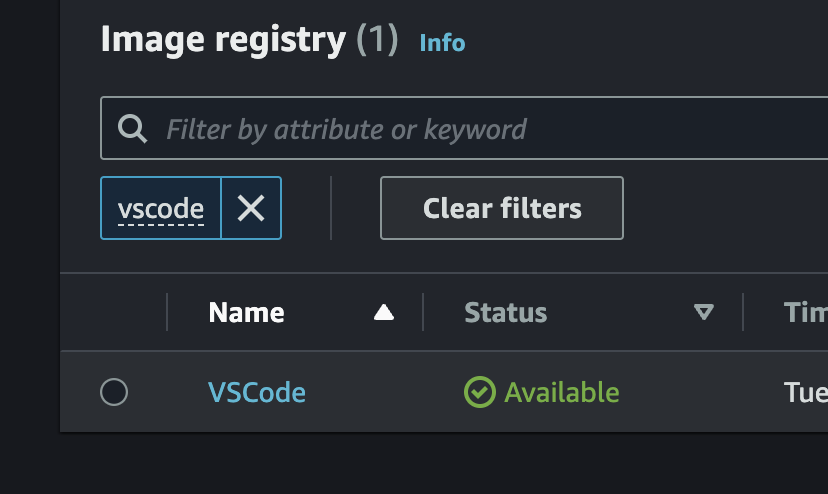 Image registry (1) Info
Filter by attribute or keyword
vscode Clear filters
Name Status Tim
VSCode Available Tue